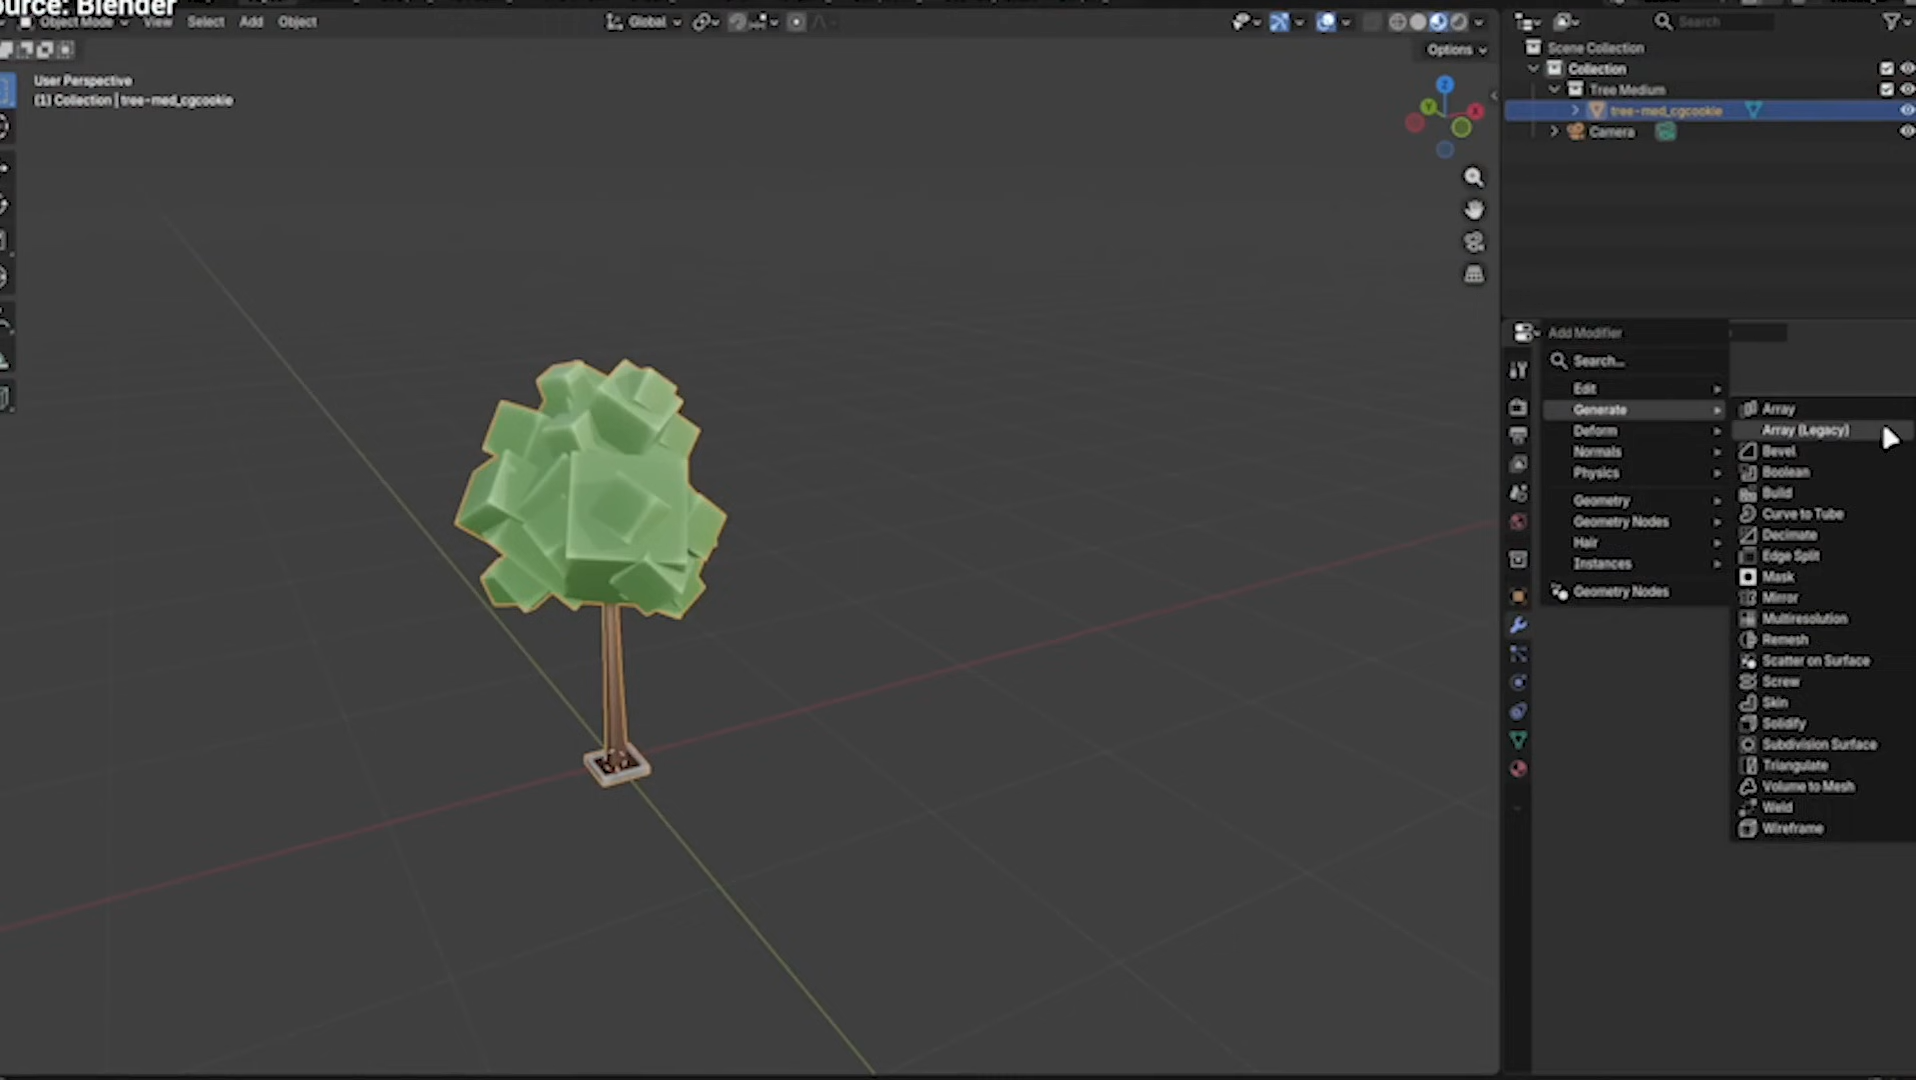 ource: Blender
Object Mode View Select Add Object
Global
Options
User Perspective
(1) Collection | tree-med_cgcookie
Z
Y
X
Search
Scene Collection
Collection
Tree Medium
tree-med_cgcookie
Camera
Add Modifier
Search...
Edit
Generate
Deform
Normals
Physics
Geometry
Geometry Nodes
Hair
Instances
Geometry Nodes
Array
Array (Legacy)
Bevel
Boolean
Build
Curve to Tube
Decimate
Edge Split
Mask
Mirror
Multiresolution
Remesh
Scatter on Surface
Screw
Skin
Solidify
Subdivision Surface
Triangulate
Volume to Mesh
Weld
Wireframe